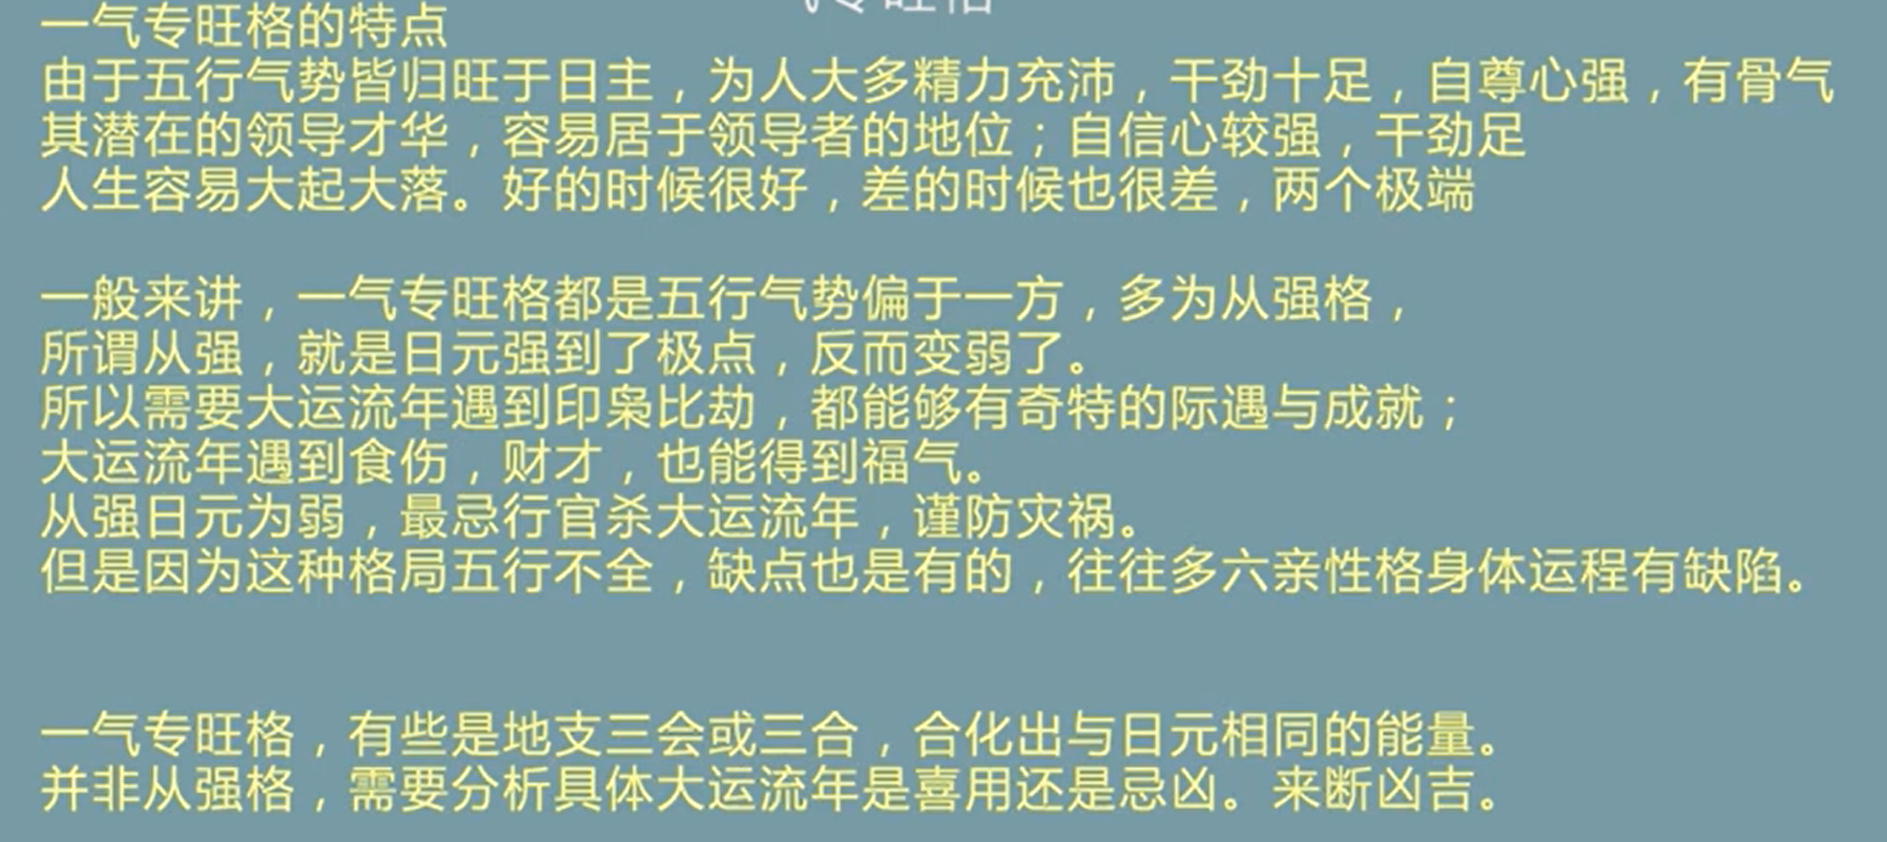 一气专旺格的特点
由于五行气势皆归旺于日主，为人大多精力充沛，干劲十足，自尊心强，有骨气
其潜在的领导才华，容易居于领导者的地位；自信心较强，干劲足
人生容易大起大落。好的时候很好，差的时候也很差，两个极端
一般来讲，一气专旺格都是五行气势偏于一方，多为从强格，
所谓从强，就是日元强到了极点，反而变弱了。
所以需要大运流年遇到印枭比劫，都能够有奇特的际遇与成就；
大运流年遇到食伤，财才，也能得到福气。
从强日元为弱，最忌行官杀大运流年，谨防灾祸。
但是因为这种格局五行不全，缺点也是有的，往往多六亲性格身体运程有缺陷。
一气专旺格，有些是地支三会或三合，合化出与日元相同的能量。
并非从强格，需要分析具体大运流年是喜用还是忌凶。来断凶吉。